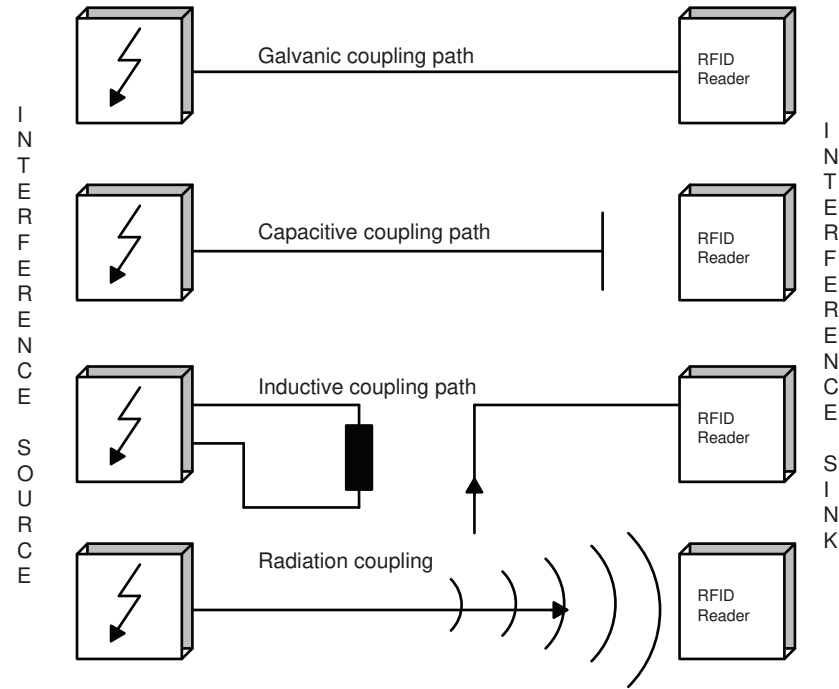 INTERFERENCE SOURCE
Galvanic coupling path
RFID
Reader
Capacitive coupling path
RFID
Reader
Inductive coupling path
RFID
Reader
Radiation coupling
RFID
Reader
INTERFERENCE SINK